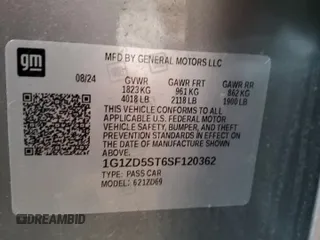 gm
MFD BY GENERAL MOTORS LLC
08/24 GVWR GAWR FRT GAWR RR
1823 KG 961 KG 862 KG
4018 LB 2118 LB 1900 LB
THIS VEHICLE CONFORMS TO ALL
APPLICABLE U.S. FEDERAL MOTOR
VEHICLE SAFETY, BUMPER, AND THEFT
PREVENTION STANDARDS IN EFFECT
ON THE DATE OF MANUFACTURE
SHOWN ABOVE.
1G1ZD5ST6SF120362
TYPE: PASS CAR
MODEL: 621ZD69
DREAMBID